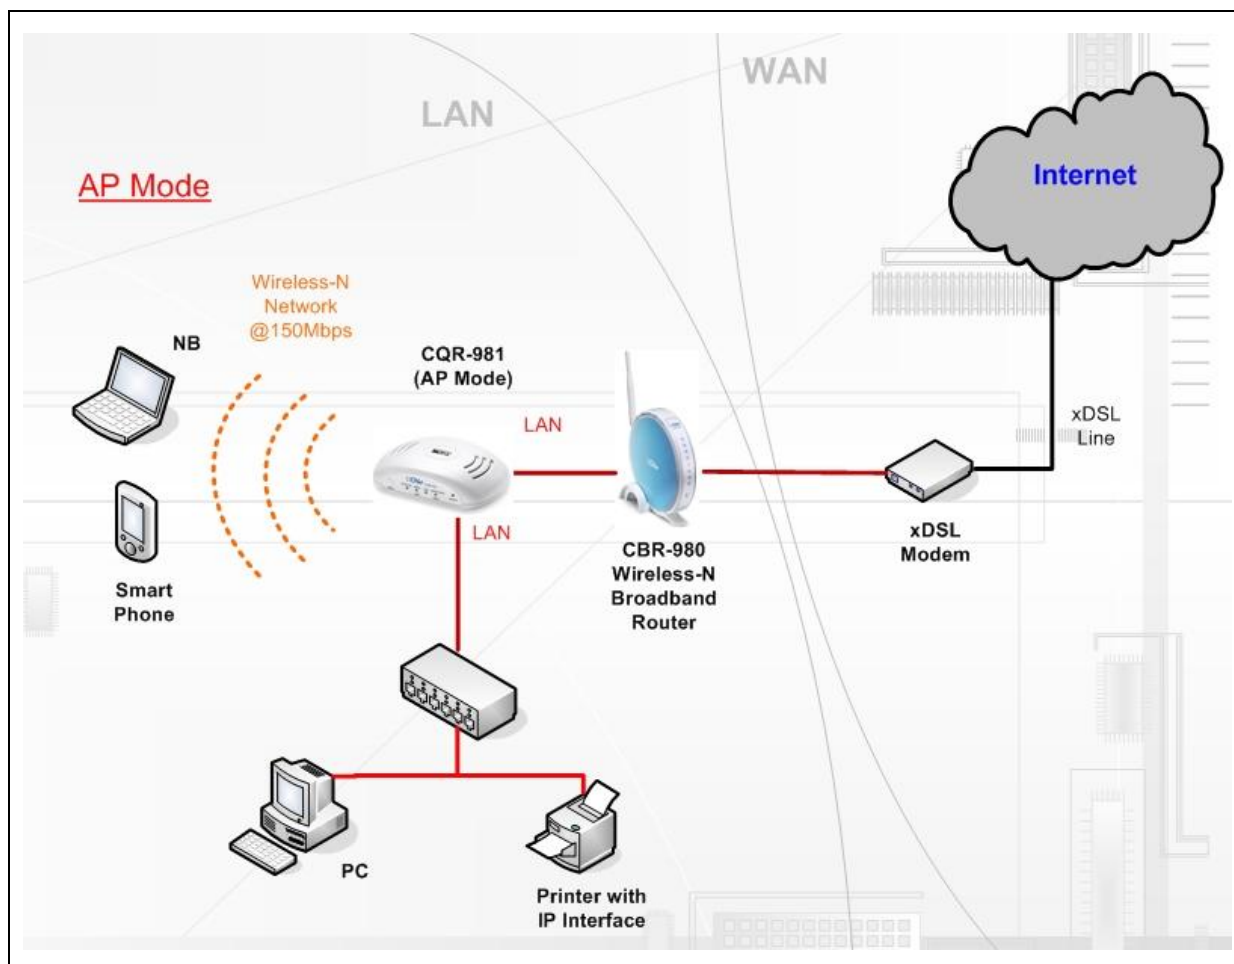 WAN
LAN
Internet
AP Mode
Wireless-N
Network
@150Mbps
NB
CQR-981
(AP Mode)
LAN
xDSL
Line
LAN
xDSL
Modem
CBR-980
Wireless-N
Broadband
Router
Smart
Phone
PC
Printer with
IP Interface